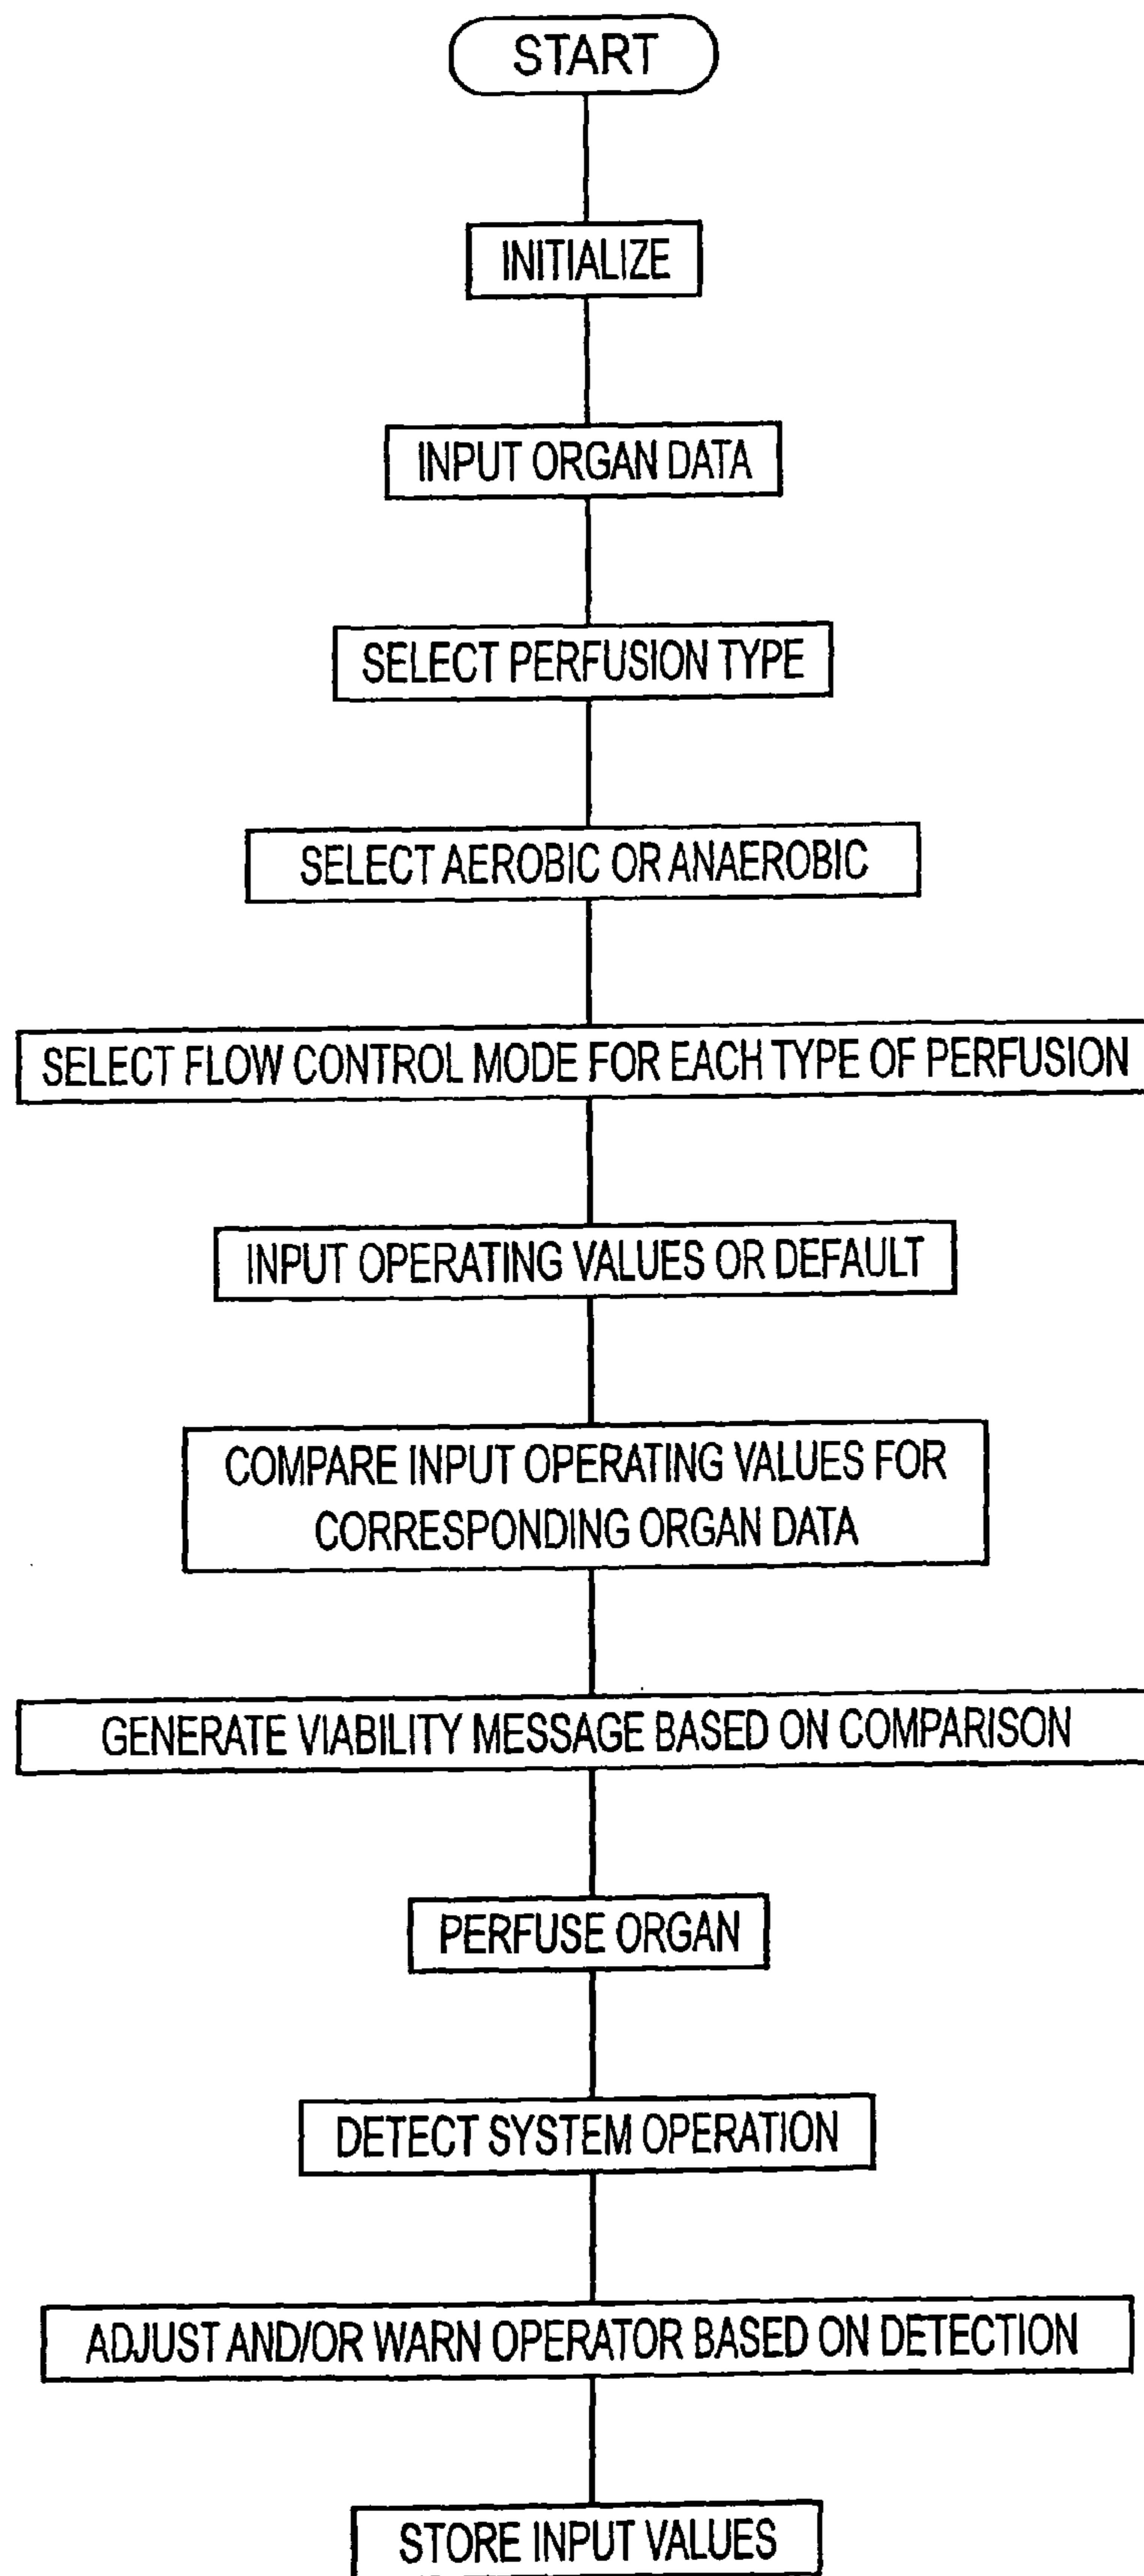 START
INITIALIZE
INPUT ORGAN DATA
SELECT PERFUSION TYPE
SELECT AEROBIC OR ANAEROBIC
SELECT FLOW CONTROL MODE FOR EACH TYPE OF PERFUSION
INPUT OPERATING VALUES OR DEFAULT
COMPARE INPUT OPERATING VALUES FOR
CORRESPONDING ORGAN DATA
GENERATE VIABILITY MESSAGE BASED ON COMPARISON
PERFUSE ORGAN
DETECT SYSTEM OPERATION
ADJUST AND/OR WARN OPERATOR BASED ON DETECTION
STORE INPUT VALUES